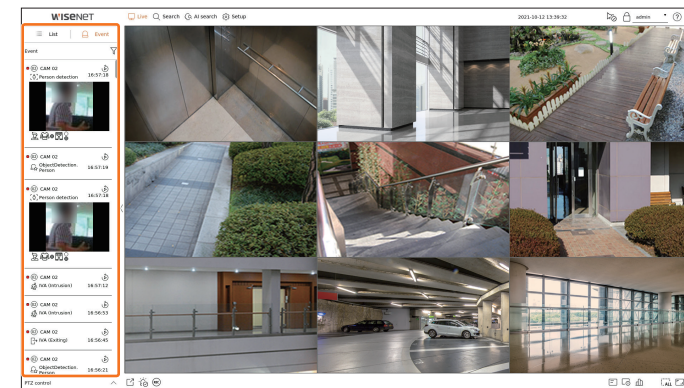 WISENET
Live Search AI search Setup
2021-10-12 13:39:32
admin
List Event
Event
CAM 02
Person detection 16:57:18
CAM 02
ObjectDetection.
Person 16:57:19
CAM 02
Person detection 16:57:18
CAM 02
IVA (Intrusion) 16:57:12
CAM 02
IVA (Intrusion) 16:56:53
CAM 02
IVA (Exiting) 16:56:45
CAM 02
ObjectDetection.
Person 16:56:21
PTZ control
ALL